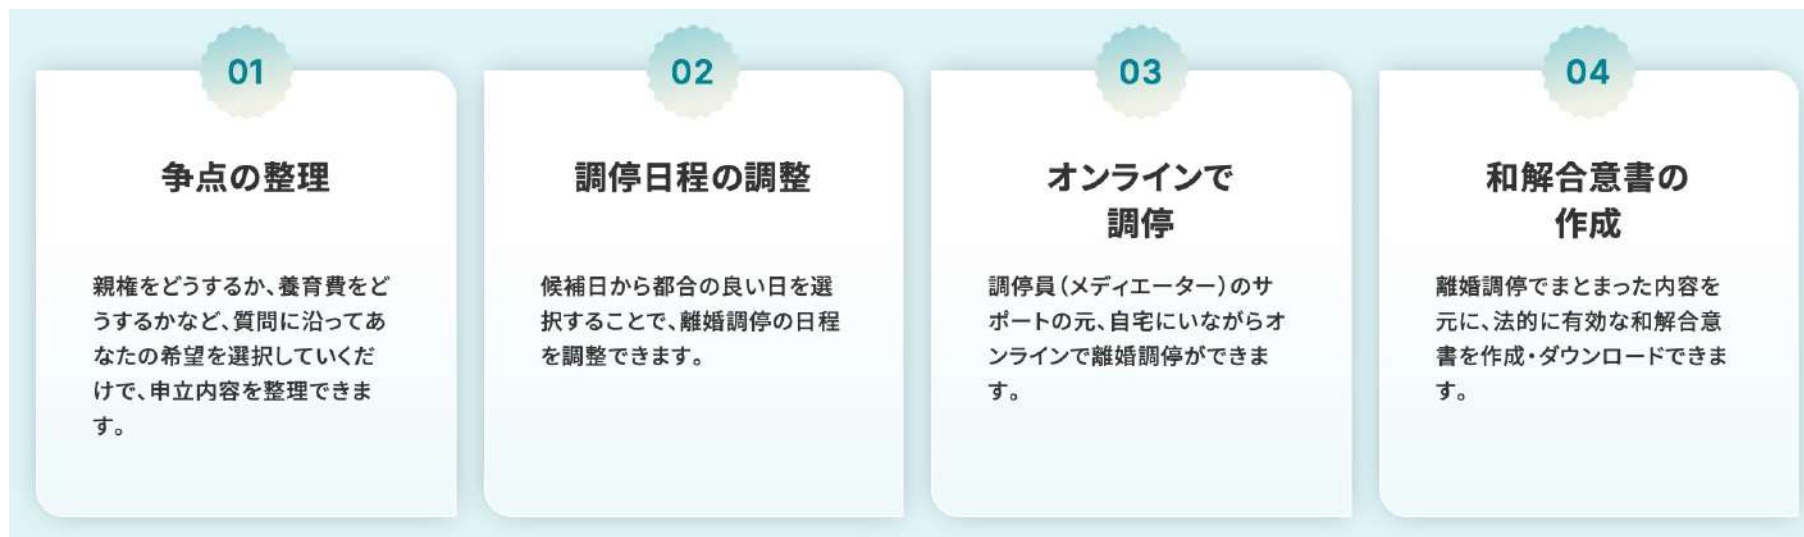 01
争点の整理
親権をどうするか、養育費をど
うするかなど、質問に沿ってあ
なたの希望を選択していくだ
けで、申立内容を整理できま
す。
02
調停日程の調整
候補日から都合の良い日を選
択することで、離婚調停の日程
を調整できます。
03
オンラインで
調停
調停員（メディエーター）のサ
ポートの元、自宅にいながらオ
ンラインで離婚調停ができま
す。
04
和解合意書の
作成
離婚調停でまとまった内容を
元に、法的に有効な和解合意
書を作成・ダウンロードできま
す。